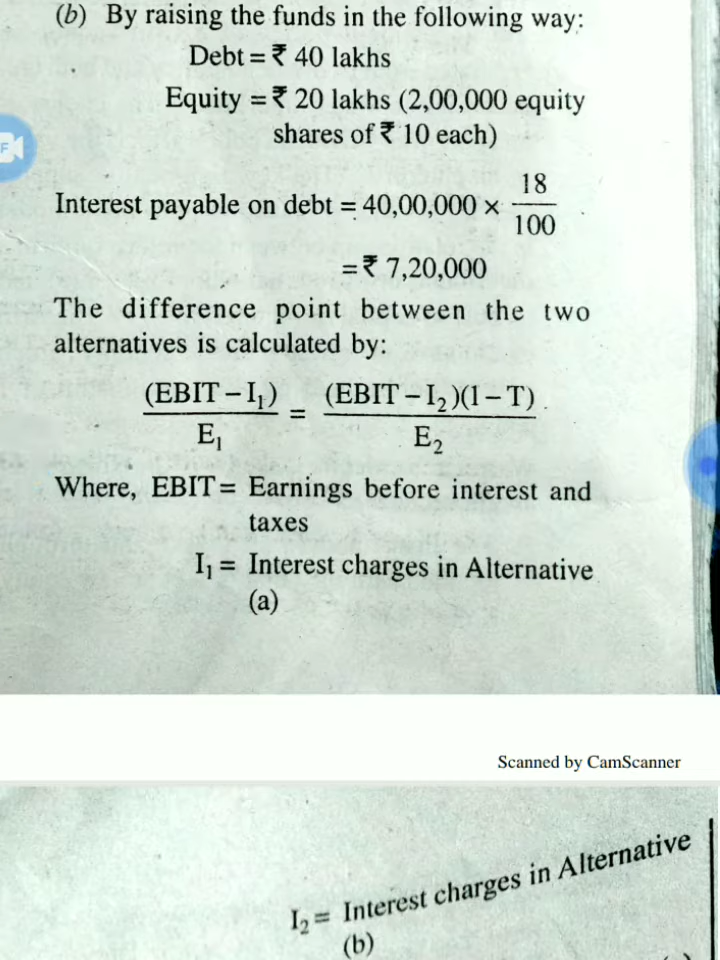 (b) By raising the funds in the following way:
Debt = ₹ 40 lakhs
Equity = ₹ 20 lakhs (2,00,000 equity
shares of ₹ 10 each)
Interest payable on debt = 40,00,000 × 18/100
= ₹ 7,20,000
The difference point between the two
alternatives is calculated by:
(EBIT – I₁)/E₁ = (EBIT – I₂)(1 – T)/E₂
Where, EBIT = Earnings before interest and
taxes
I₁ = Interest charges in Alternative
(a)
Scanned by CamScanner
I₂ = Interest charges in Alternative
(b)